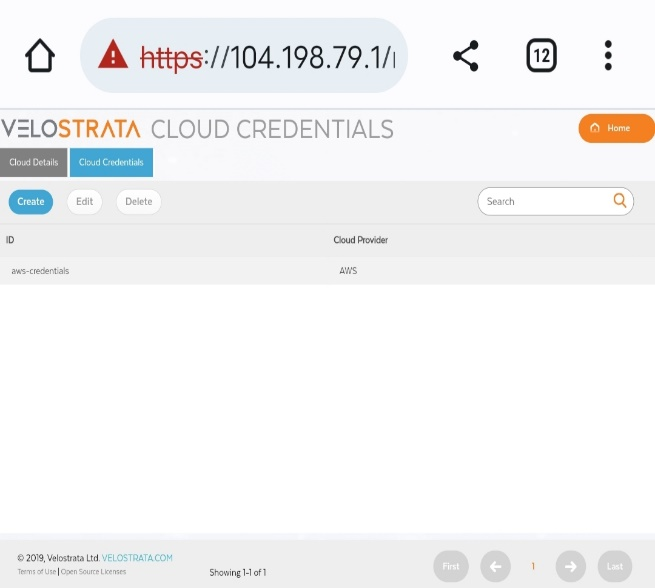 https://104.198.79.1/
12
VELOSTRATA CLOUD CREDENTIALS
Home
Cloud Details Cloud Credentials
Create Edit Delete Search
ID Cloud Provider
aws-credentials AWS
© 2019, Velostrata Ltd. VELOSTRATA.COM
Terms of Use | Open Source Licenses
Showing 1-1 of 1
First 1 Last